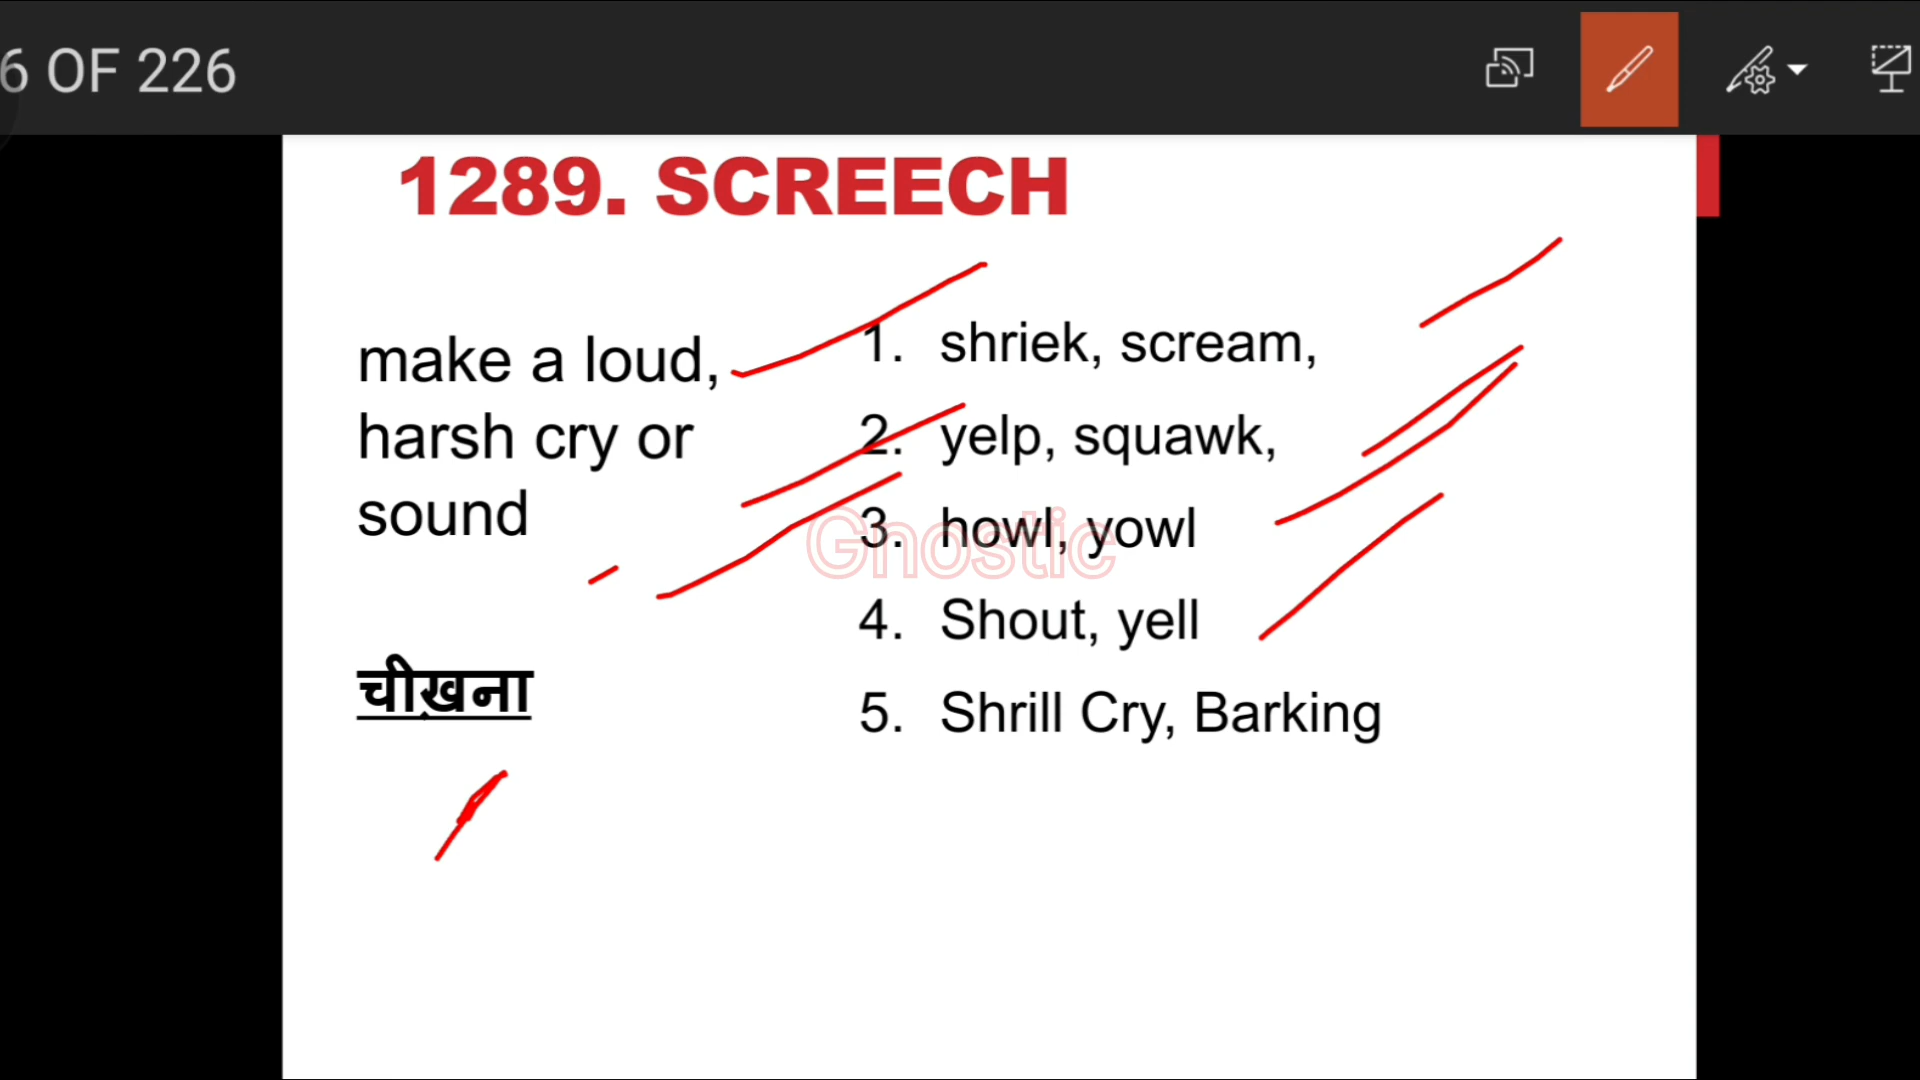 6 OF 226
1289. SCREECH
make a loud,
harsh cry or
sound
चीख़ना
1. shriek, scream,
2. yelp, squawk,
3. howl, yowl
4. Shout, yell
5. Shrill Cry, Barking
Gnostic